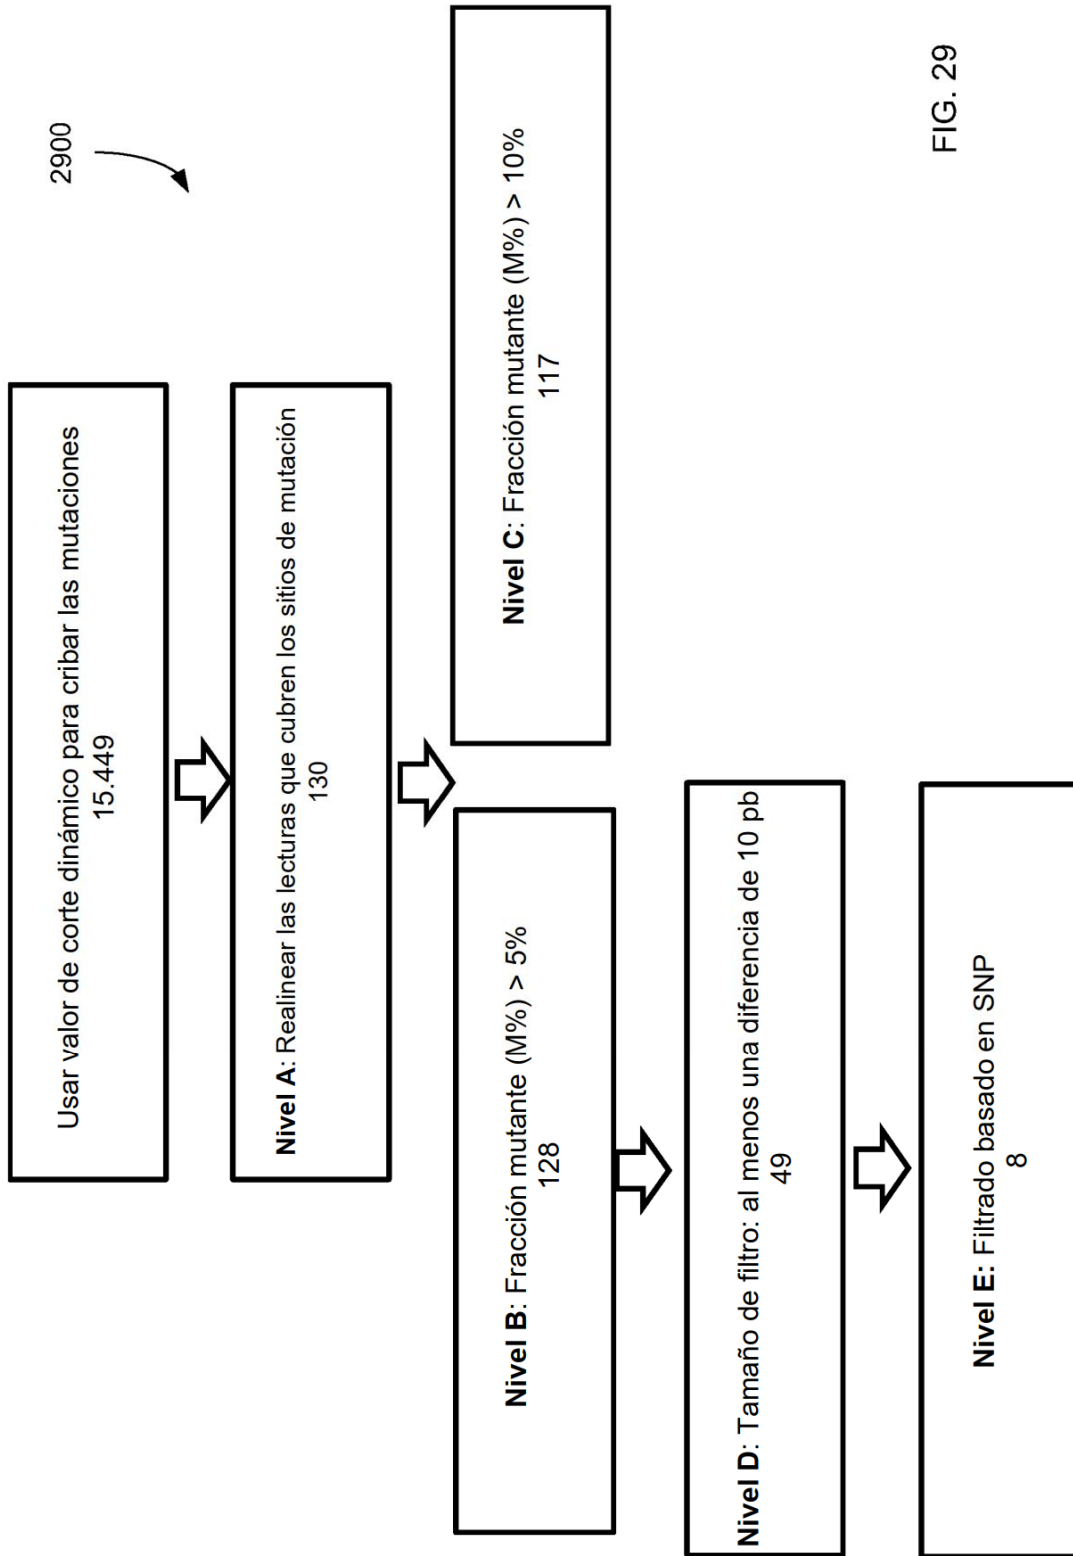 2900
Usar valor de corte dinámico para cribar las mutaciones
15.449
Nivel A: Realinear las lecturas que cubren los sitios de mutación
130
Nivel B: Fracción mutante (M%) > 5%
128
Nivel C: Fracción mutante (M%) > 10%
117
Nivel D: Tamaño de filtro: al menos una diferencia de 10 pb
49
Nivel E: Filtrado basado en SNP
8
FIG. 29